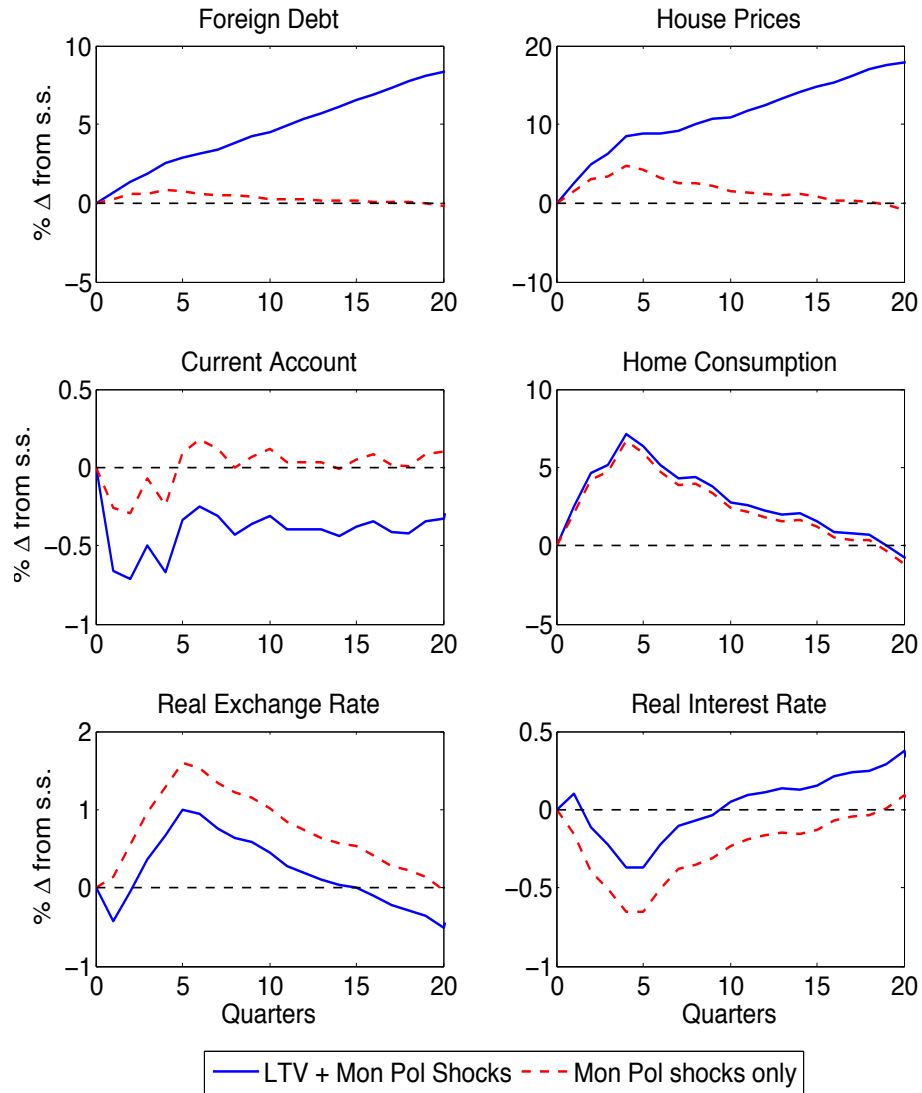 Foreign Debt
House Prices
% Δ from s.s.
10
5
0
−5
0 5 10 15 20
20
10
0
−10
0 5 10 15 20
Current Account
Home Consumption
% Δ from s.s.
0.5
0
−0.5
−1
0 5 10 15 20
10
5
0
−5
0 5 10 15 20
Real Exchange Rate
Real Interest Rate
% Δ from s.s.
2
1
0
−1
0 5 10 15 20
Quarters
0.5
0
−0.5
−1
0 5 10 15 20
Quarters
LTV + Mon Pol Shocks
Mon Pol shocks only